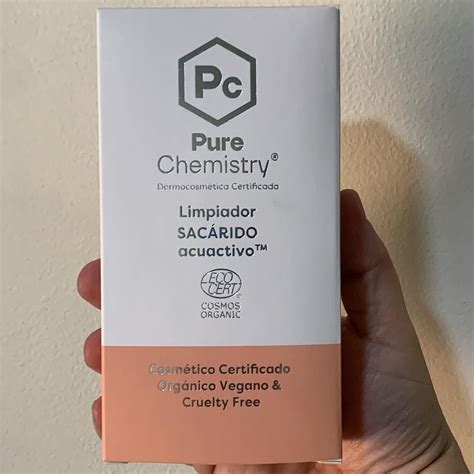 Pc
Pure
Chemistry®
Dermocosmética Certificada
Limpiador
SACÁRIDO
acuactivo™
ECO
CERT
COSMOS
ORGANIC
Cosmético Certificado
Orgánico Vegano &
Cruelty Free